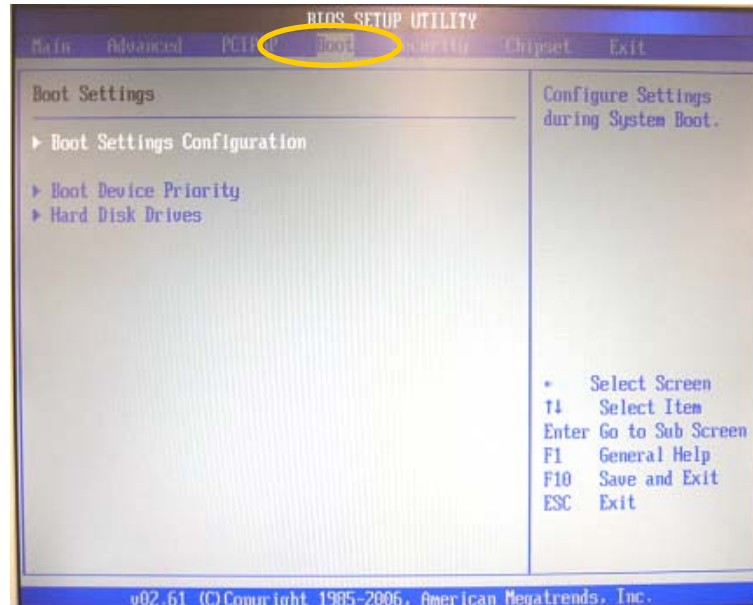 BIOS SETUP UTILITY
Main Advanced Boot Security Chipset Exit
Boot Settings
Boot Settings Configuration
Boot Device Priority
Hard Disk Drives
Configure Settings
during System Boot.
Select Screen
↑↓ Select Item
Enter Go to Sub Screen
F1 General Help
F10 Save and Exit
ESC Exit
v02.61 (C)Copyright 1985-2006, American Megatrends, Inc.